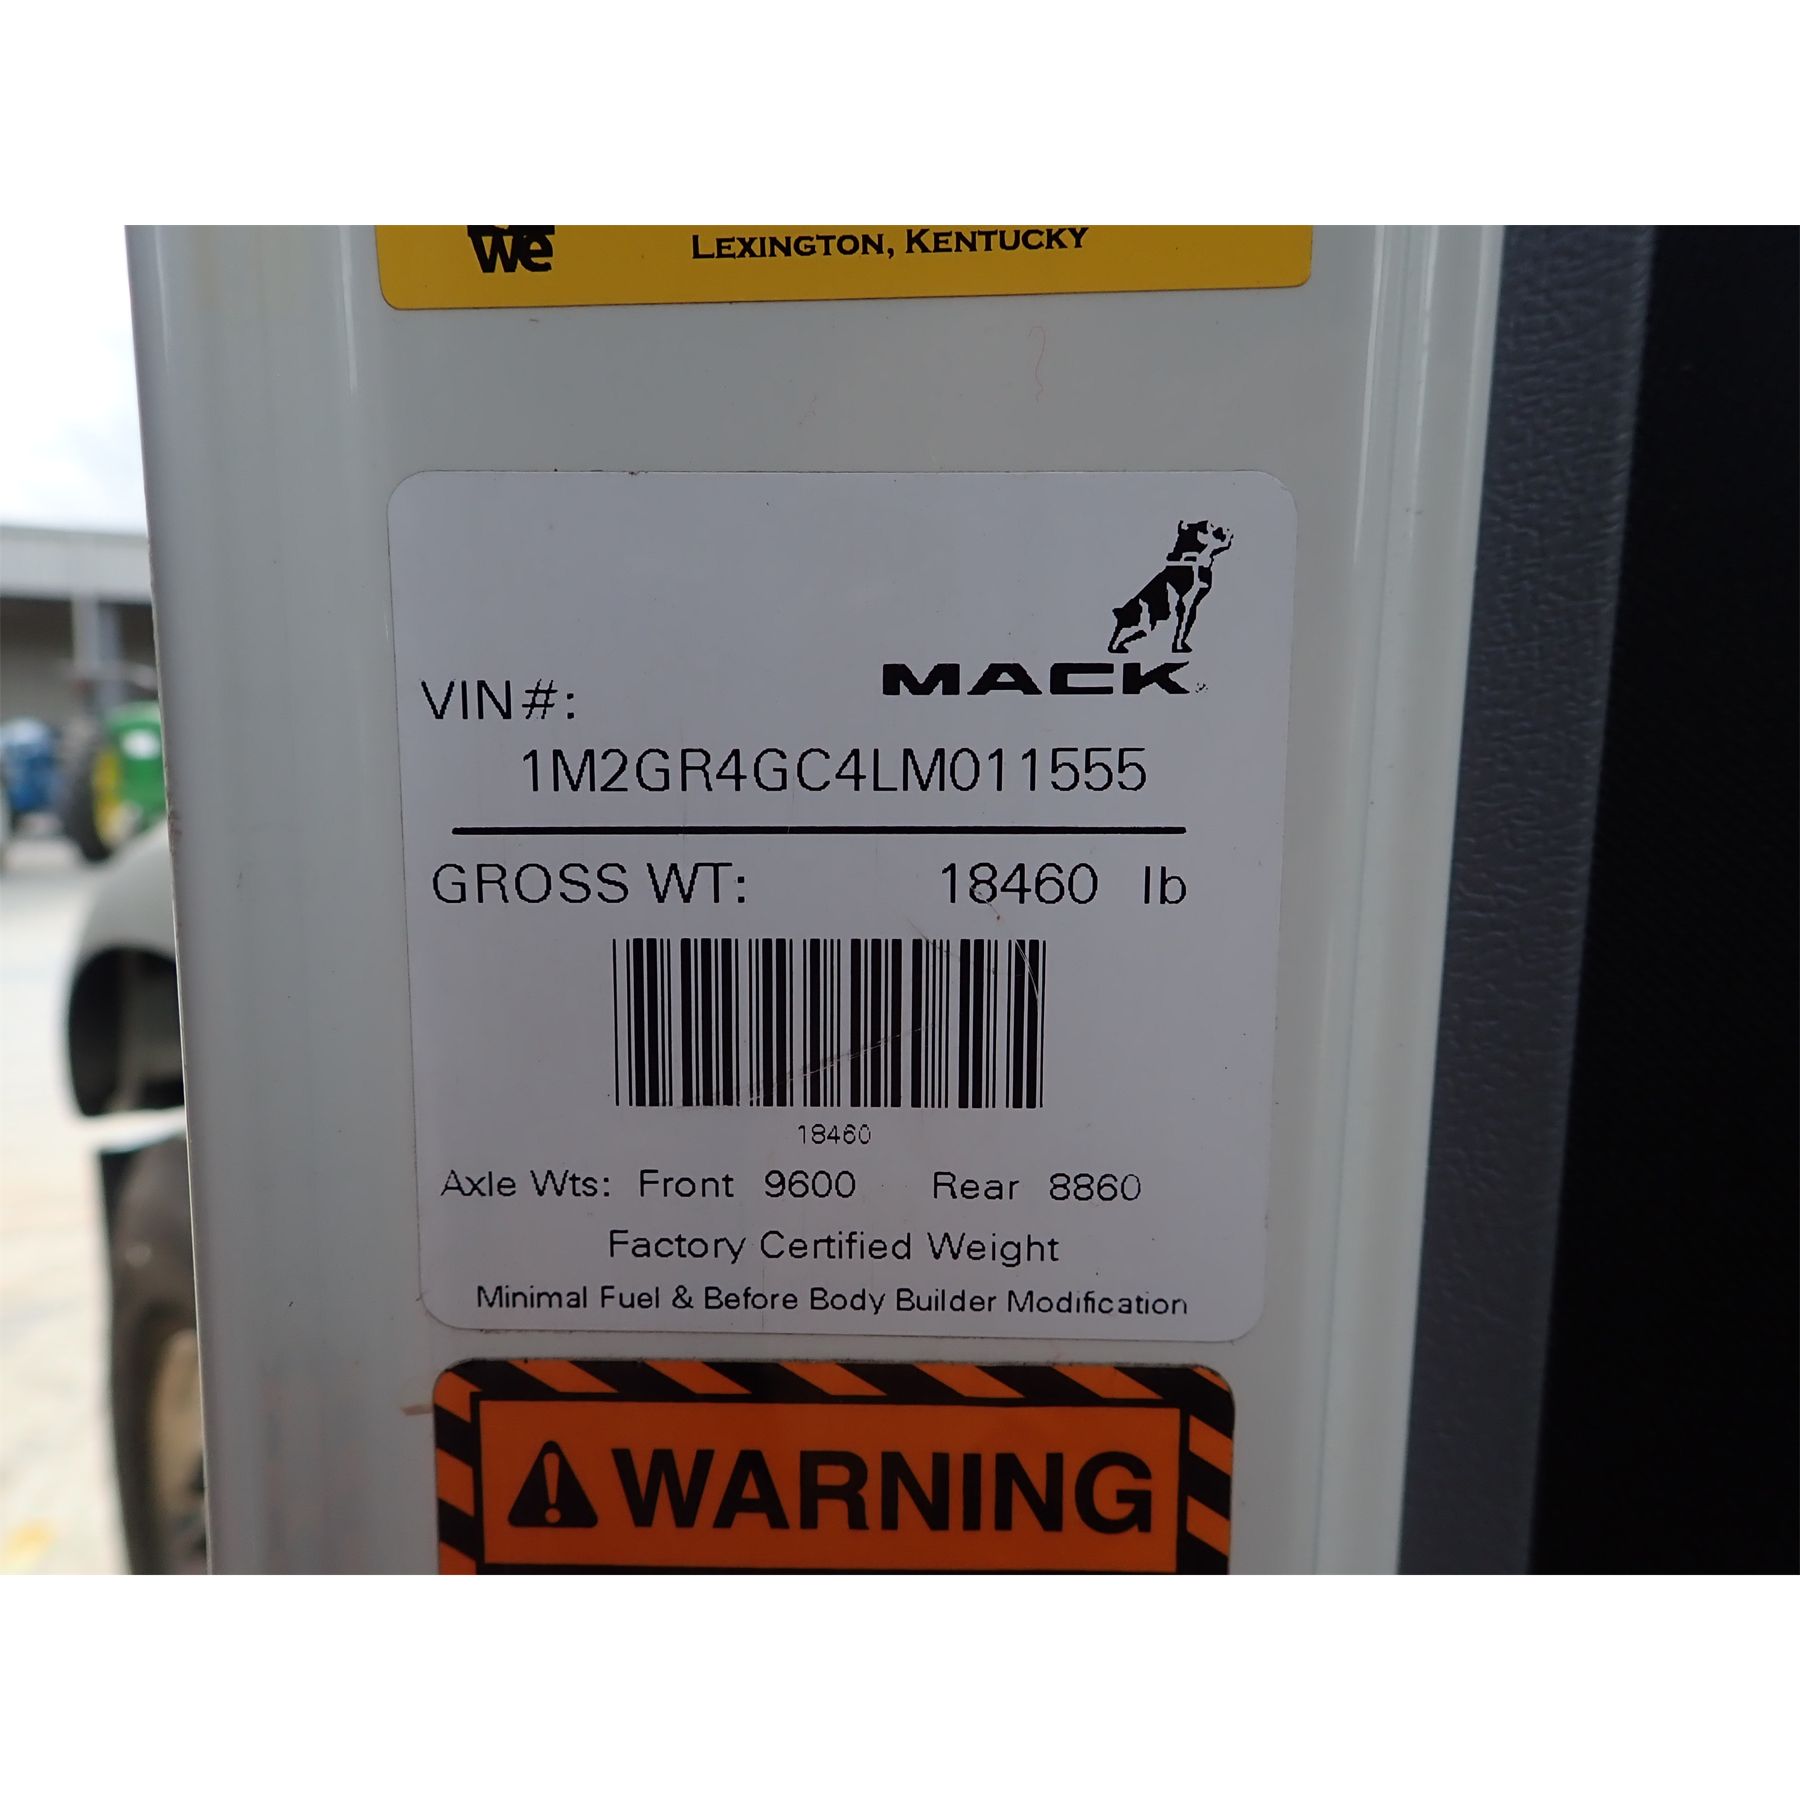 we
LEXINGTON, KENTUCKY
MACK
VIN#:
1M2GR4GC4LM011555
GROSS WT: 18460 lb
18460
Axle Wts: Front 9600 Rear 8860
Factory Certified Weight
Minimal Fuel & Before Body Builder Modification
WARNING